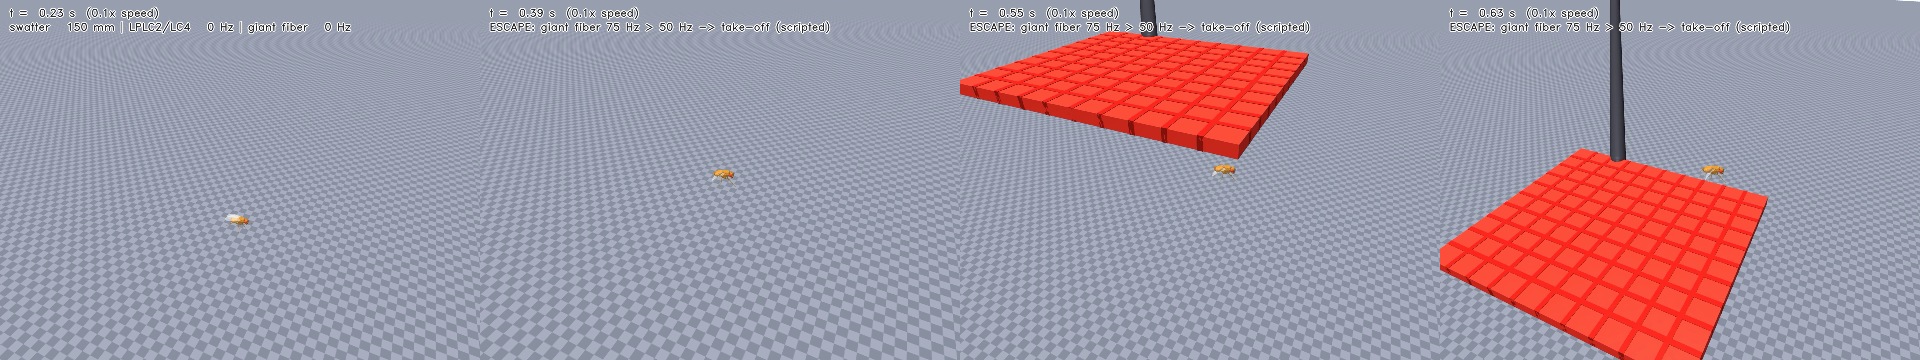 t =  0.23 s  (0.1x speed)
swatter   150 mm | LPLC2/LC4   0 Hz | giant fiber   0 Hz
t =  0.39 s  (0.1x speed)
ESCAPE: giant fiber 75 Hz > 50 Hz -> take-off (scripted)
t =  0.55 s  (0.1x speed)
ESCAPE: giant fiber 75 Hz > 50 Hz -> take-off (scripted)
t =  0.63 s  (0.1x speed)
ESCAPE: giant fiber 75 Hz > 50 Hz -> take-off (scripted)